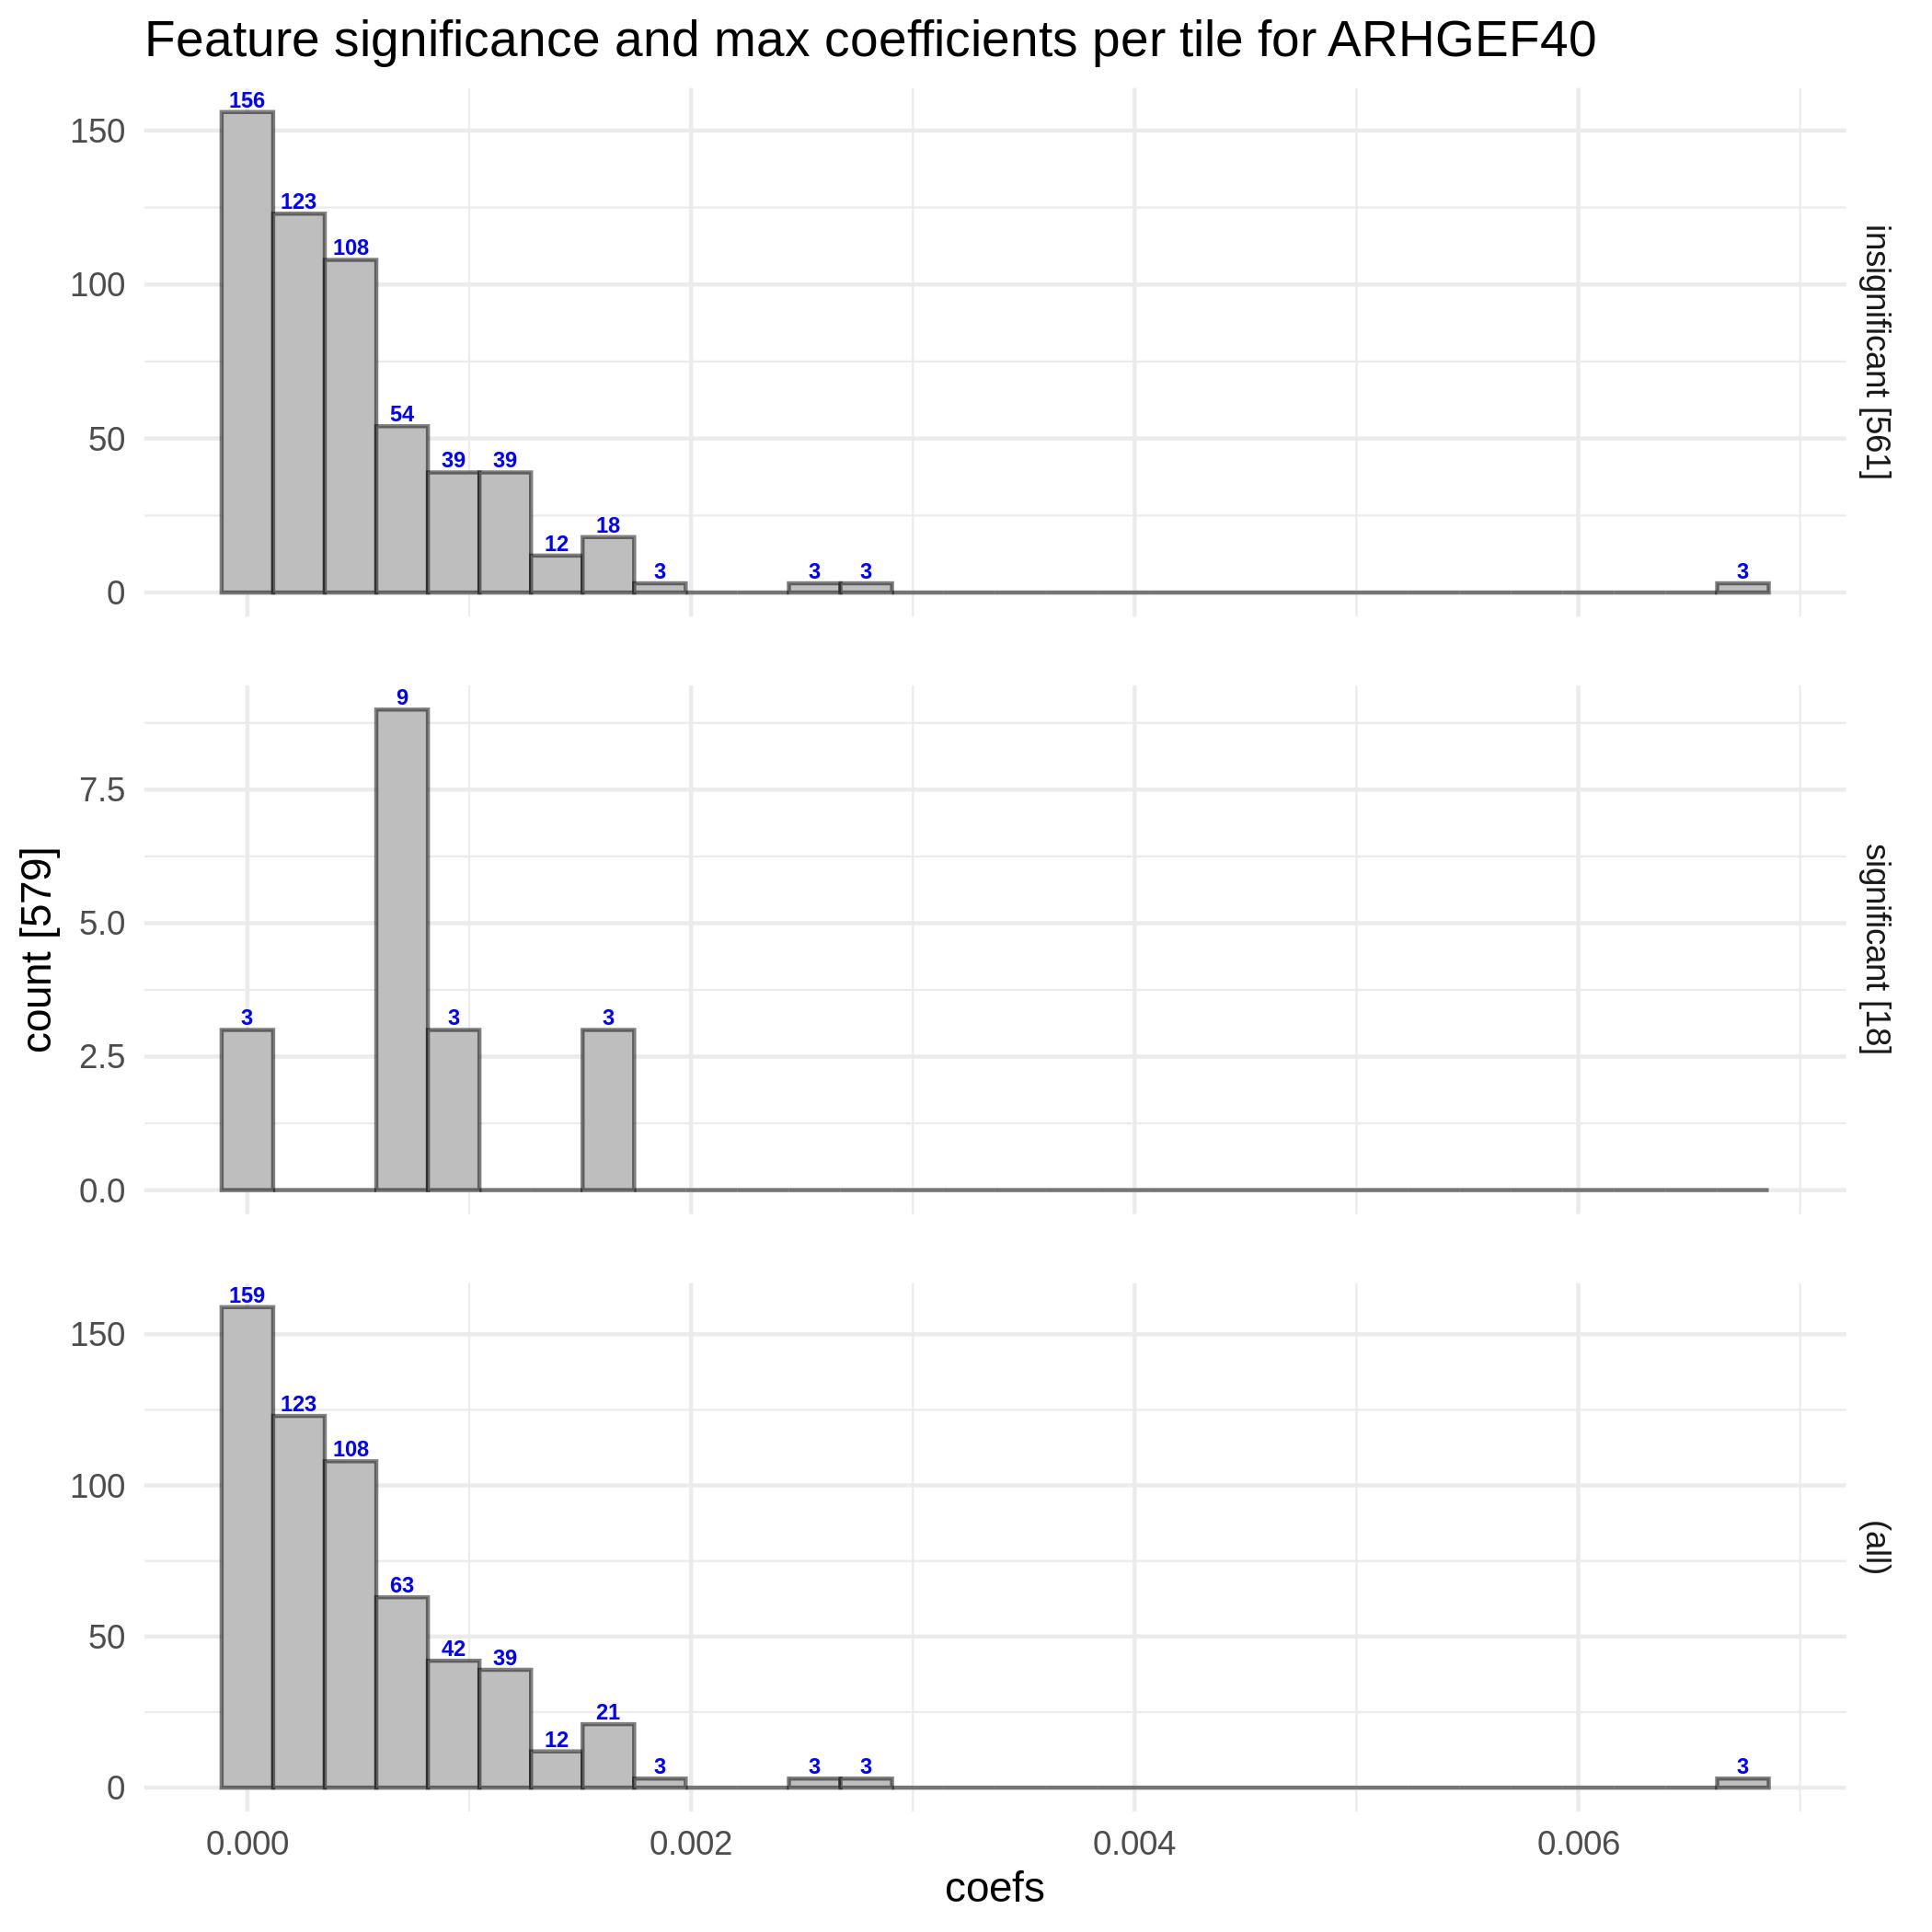 Feature significance and max coefficients per tile for ARHGEF40
156
150
123
108
100
54
50
39 39
18
12
3 3 3 3
0
insignificant [561]
9
7.5
5.0
3 3 3
2.5
0.0
significant [18]
count [579]
159
150
123
108
100
63
50
42 39
21
12
3 3 3 3
0
(all)
0.000 0.002 0.004 0.006
coefs